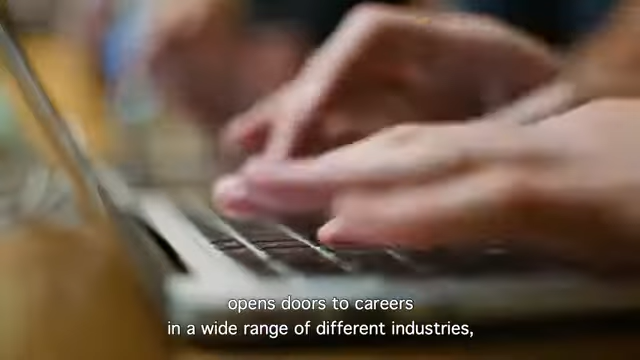 opens doors to careers
in a wide range of different industries,